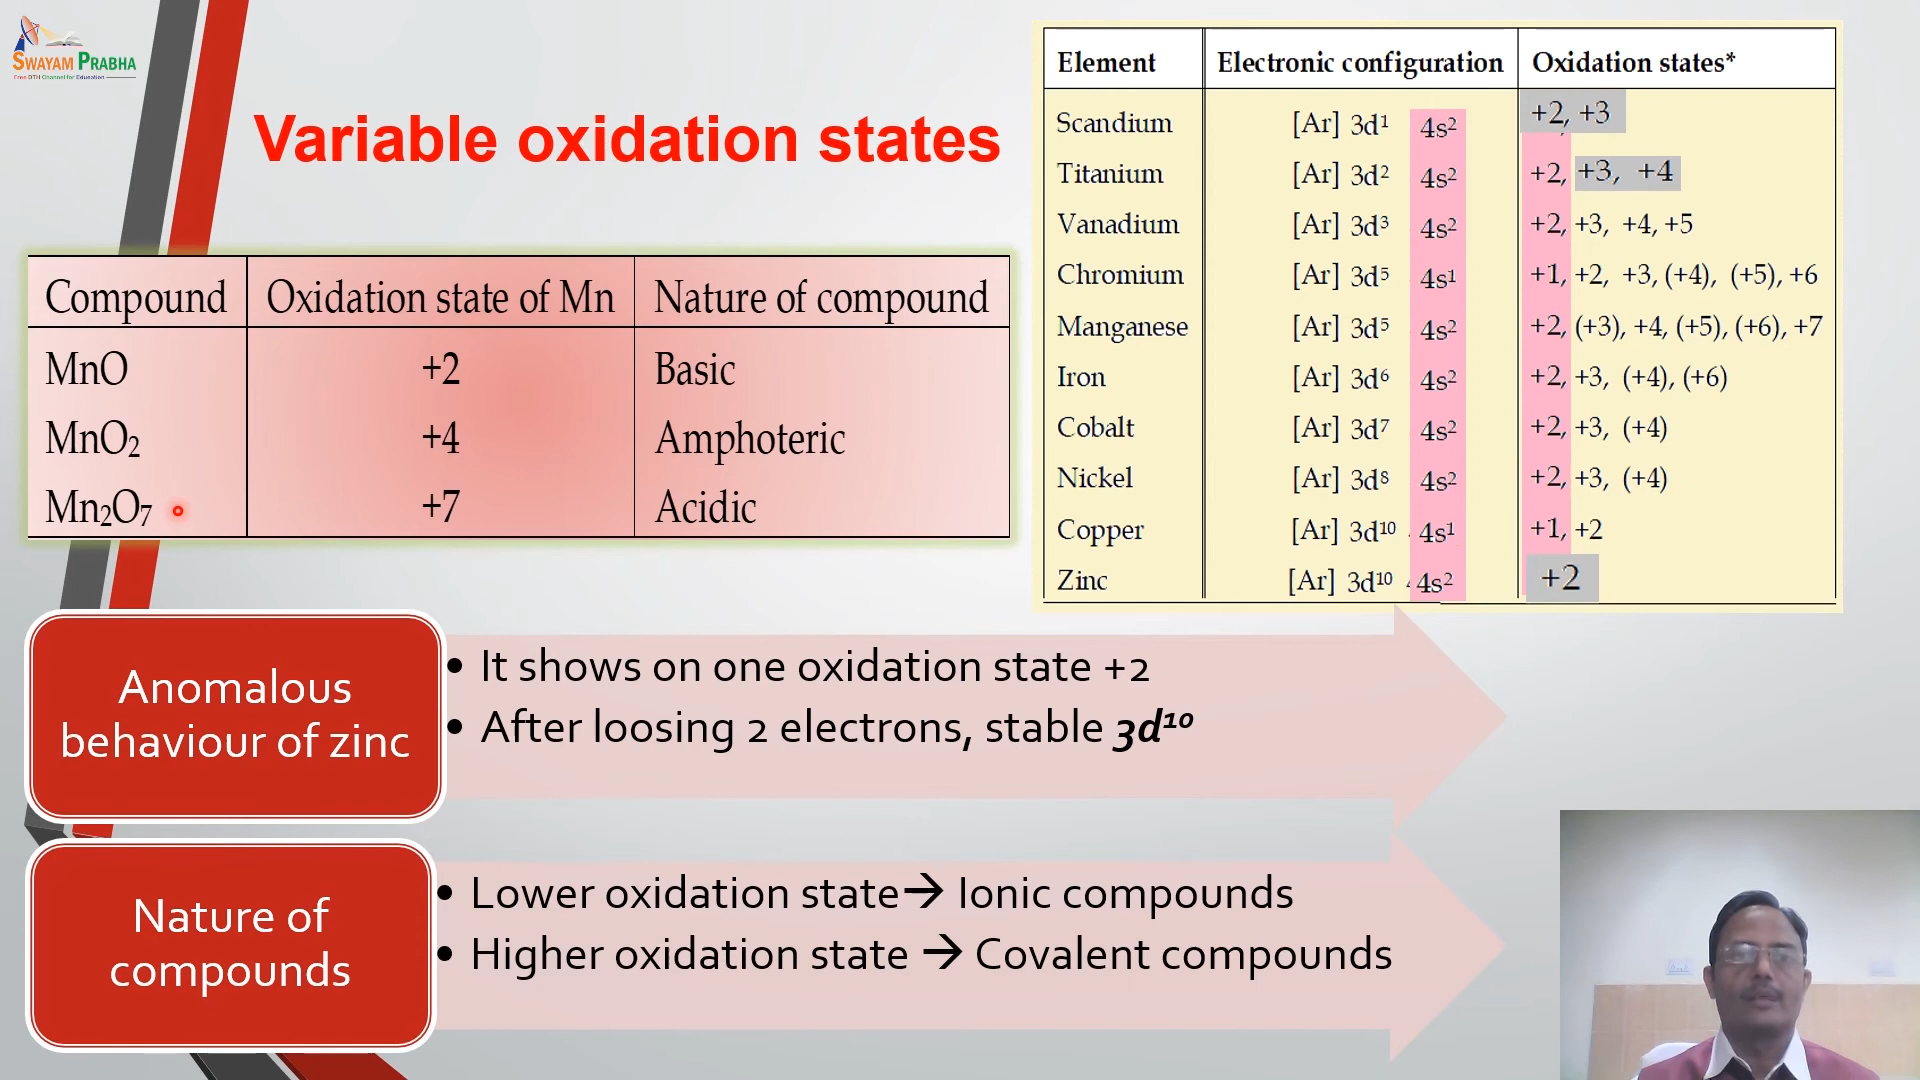 SWAYAM PRABHA
Free DTH Channel for Education
Variable oxidation states
Compound Oxidation state of Mn Nature of compound
MnO +2 Basic
MnO₂ +4 Amphoteric
Mn₂O₇ +7 Acidic
Element Electronic configuration Oxidation states*
Scandium [Ar] 3d¹ 4s² +2, +3
Titanium [Ar] 3d² 4s² +2, +3, +4
Vanadium [Ar] 3d³ 4s² +2, +3, +4, +5
Chromium [Ar] 3d⁵ 4s¹ +1, +2, +3, (+4), (+5), +6
Manganese [Ar] 3d⁵ 4s² +2, (+3), +4, (+5), (+6), +7
Iron [Ar] 3d⁶ 4s² +2, +3, (+4), (+6)
Cobalt [Ar] 3d⁷ 4s² +2, +3, (+4)
Nickel [Ar] 3d⁸ 4s² +2, +3, (+4)
Copper [Ar] 3d¹⁰ 4s¹ +1, +2
Zinc [Ar] 3d¹⁰ 4s² +2
Anomalous
behaviour of zinc
• It shows on one oxidation state +2
• After loosing 2 electrons, stable 3d¹⁰
Nature of
compounds
• Lower oxidation state→ Ionic compounds
• Higher oxidation state → Covalent compounds